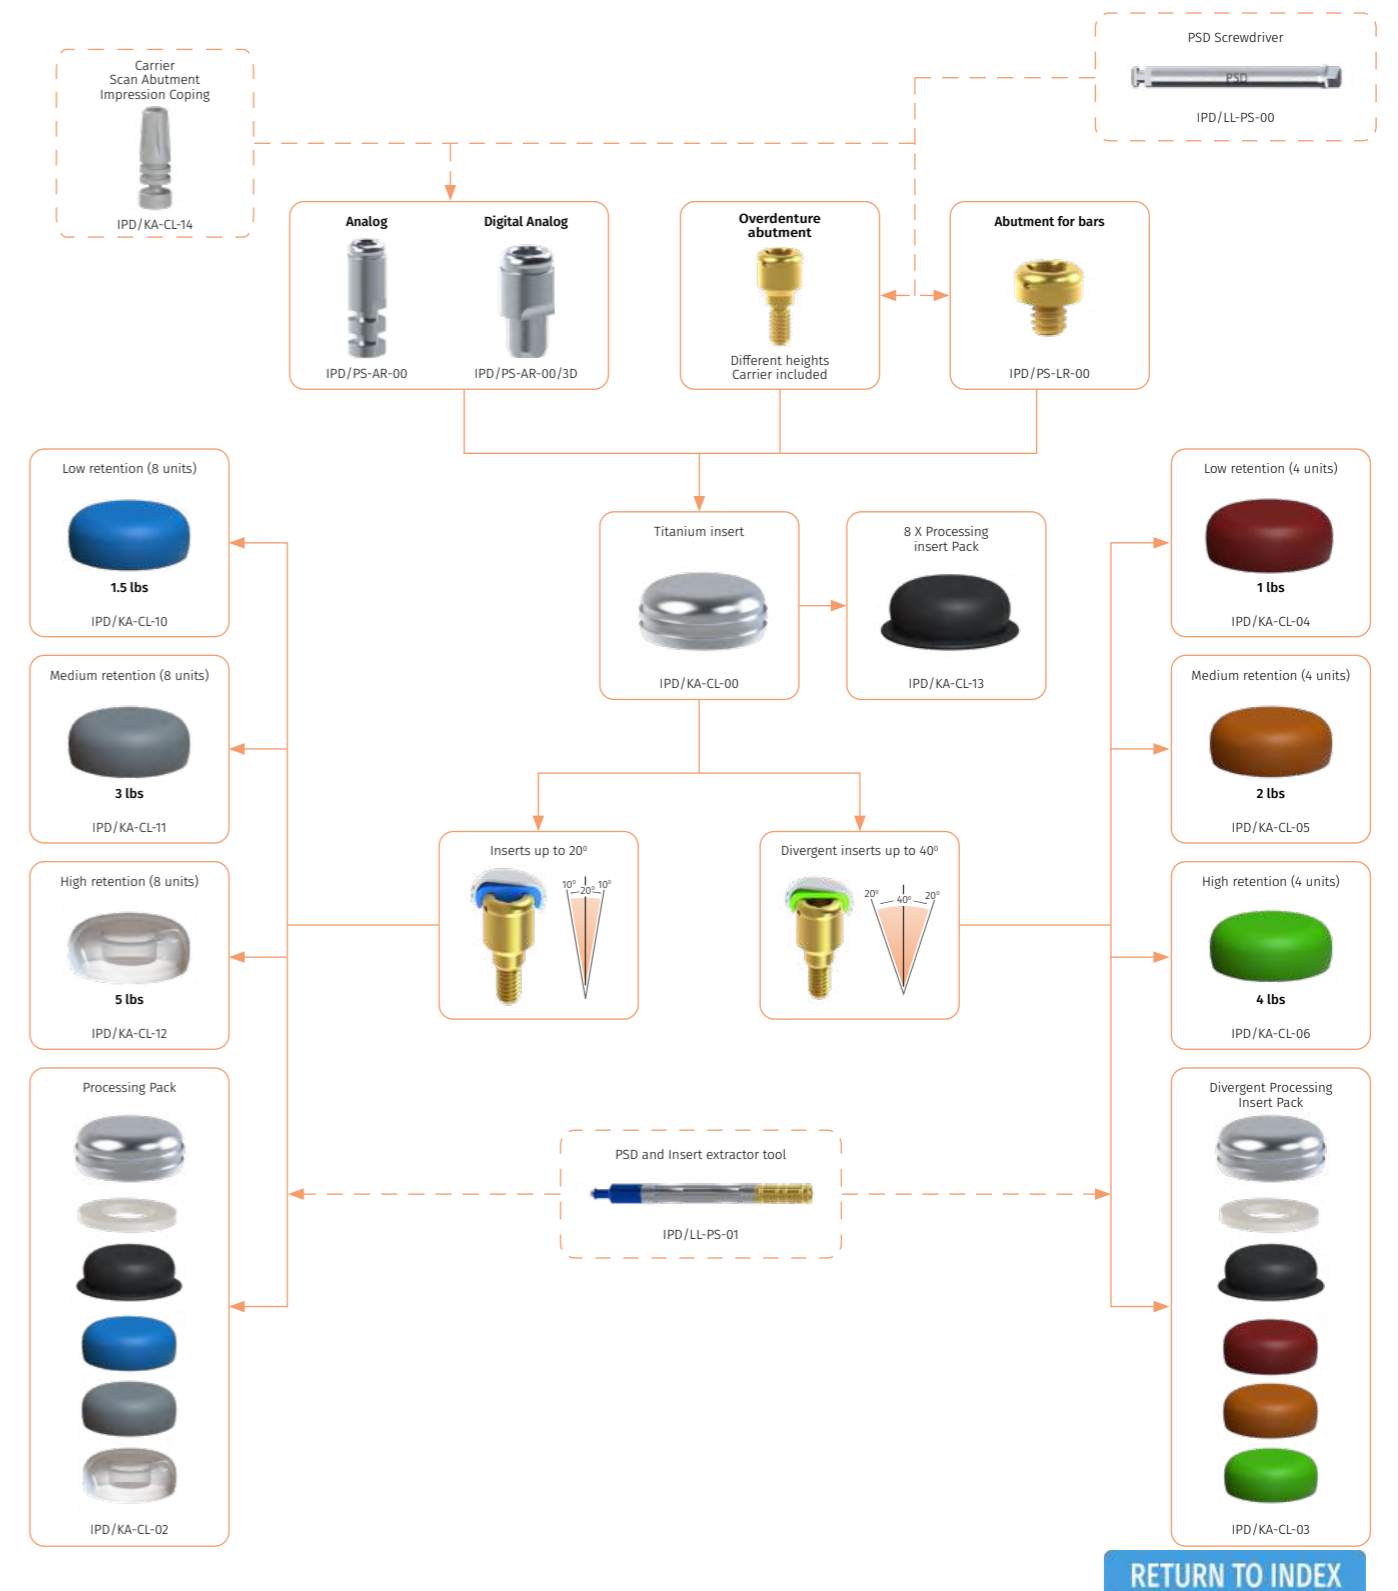 PSD Screwdriver
PSD
IPD/LL-PS-00
Carrier
Scan Abutment
Impression Coping
IPD/KA-CL-14
Analog
IPD/PS-AR-00
Digital Analog
IPD/PS-AR-00/3D
Overdenture
abutment
Different heights
Carrier included
Abutment for bars
IPD/PS-LR-00
Low retention (8 units)
1.5 lbs
IPD/KA-CL-10
Titanium insert
IPD/KA-CL-00
8 X Processing
insert Pack
IPD/KA-CL-13
Low retention (4 units)
1 lbs
IPD/KA-CL-04
Medium retention (8 units)
3 lbs
IPD/KA-CL-11
Medium retention (4 units)
2 lbs
IPD/KA-CL-05
Inserts up to 20º
10º 20º 10º
Divergent inserts up to 40º
20º 40º 20º
High retention (8 units)
5 lbs
IPD/KA-CL-12
High retention (4 units)
4 lbs
IPD/KA-CL-06
Processing Pack
IPD/KA-CL-02
PSD and Insert extractor tool
IPD/LL-PS-01
Divergent Processing
Insert Pack
IPD/KA-CL-03
RETURN TO INDEX